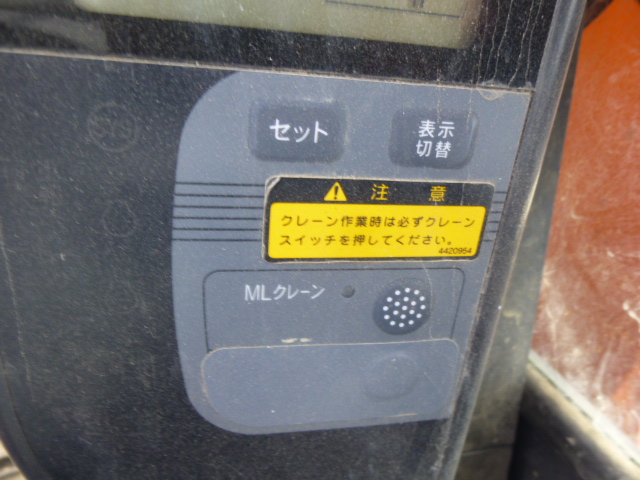 セット
表示
切替
注意
クレーン作業時は必ずクレーン
スイッチを押してください。
4420954
MLクレーン